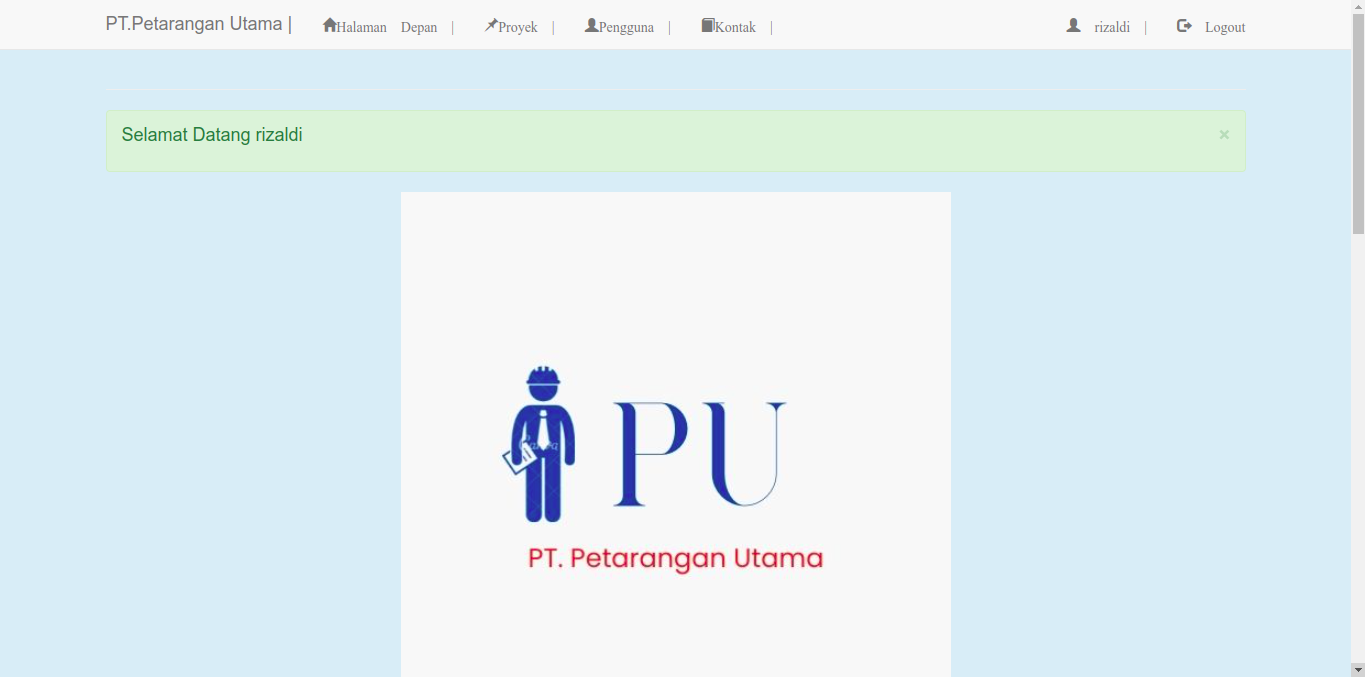 PT.Petarangan Utama | Halaman Depan | Proyek | Pengguna | Kontak | rizaldi | Logout
Selamat Datang rizaldi ×
PU
PT. Petarangan Utama